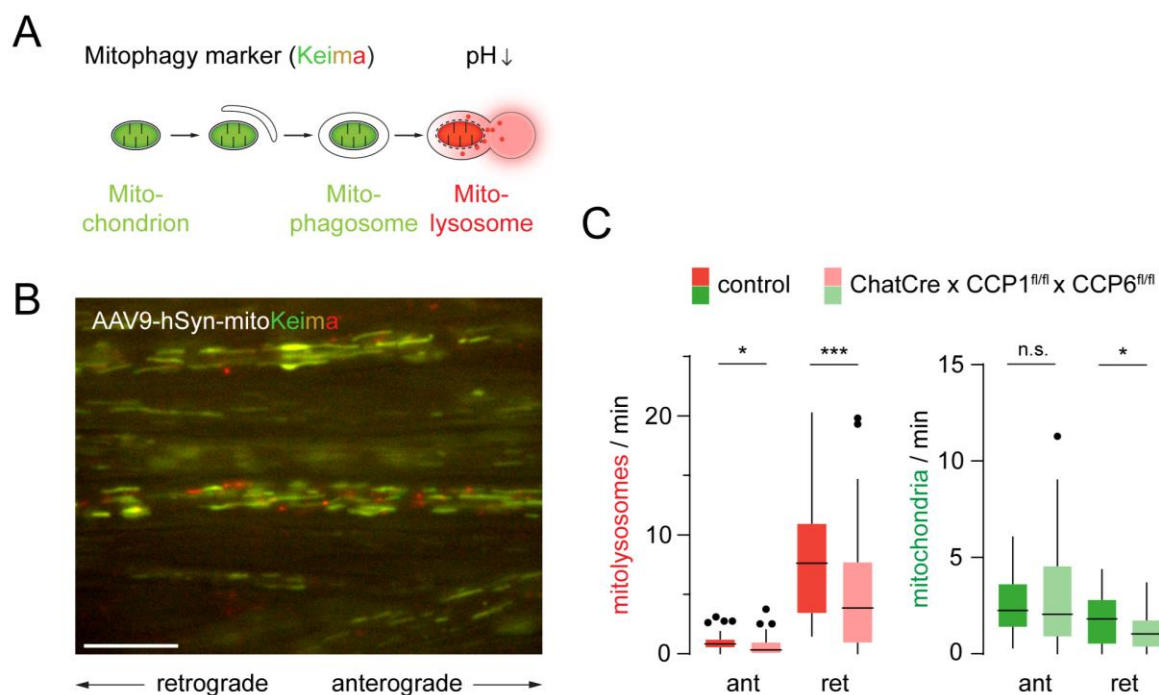 A
Mitophagy marker (Keima)
pH↓
Mito-
chondrion
Mito-
phagosome
Mito-
lysosome
B
AAV9-hSyn-mitoKeima
retrograde
anterograde
C
control
ChatCre x CCP1fl/fl x CCP6fl/fl
mitolysosomes / min
20
10
0
*
***
ant
ret
mitochondria / min
15
10
5
0
n.s.
*
ant
ret